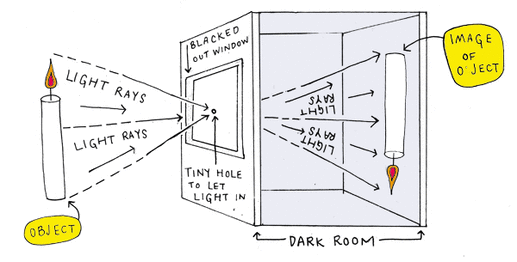 LIGHT RAYS
LIGHT RAYS
OBJECT
BLACKED
OUT WINDOW
TINY HOLE
TO LET
LIGHT IN
LIGHT
RAYS
LIGHT
RAYS
IMAGE
OF
O'JECT
DARK ROOM